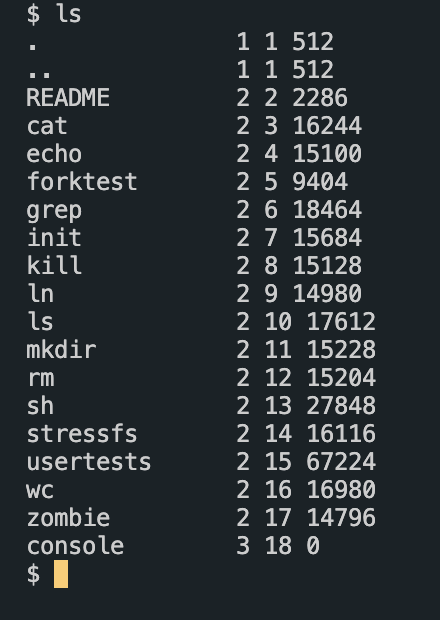 $ ls
.              1 1 512
..             1 1 512
README         2 2 2286
cat            2 3 16244
echo           2 4 15100
forktest       2 5 9404
grep           2 6 18464
init           2 7 15684
kill           2 8 15128
ln             2 9 14980
ls             2 10 17612
mkdir          2 11 15228
rm             2 12 15204
sh             2 13 27848
stressfs       2 14 16116
usertests      2 15 67224
wc             2 16 16980
zombie         2 17 14796
console        3 18 0
$